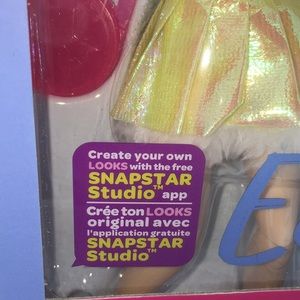 Create your own
LOOKS with the free
SNAPSTAR
Studio™ app
Crée ton LOOKS
original avec
l'application gratuite
SNAPSTAR
Studio™
E